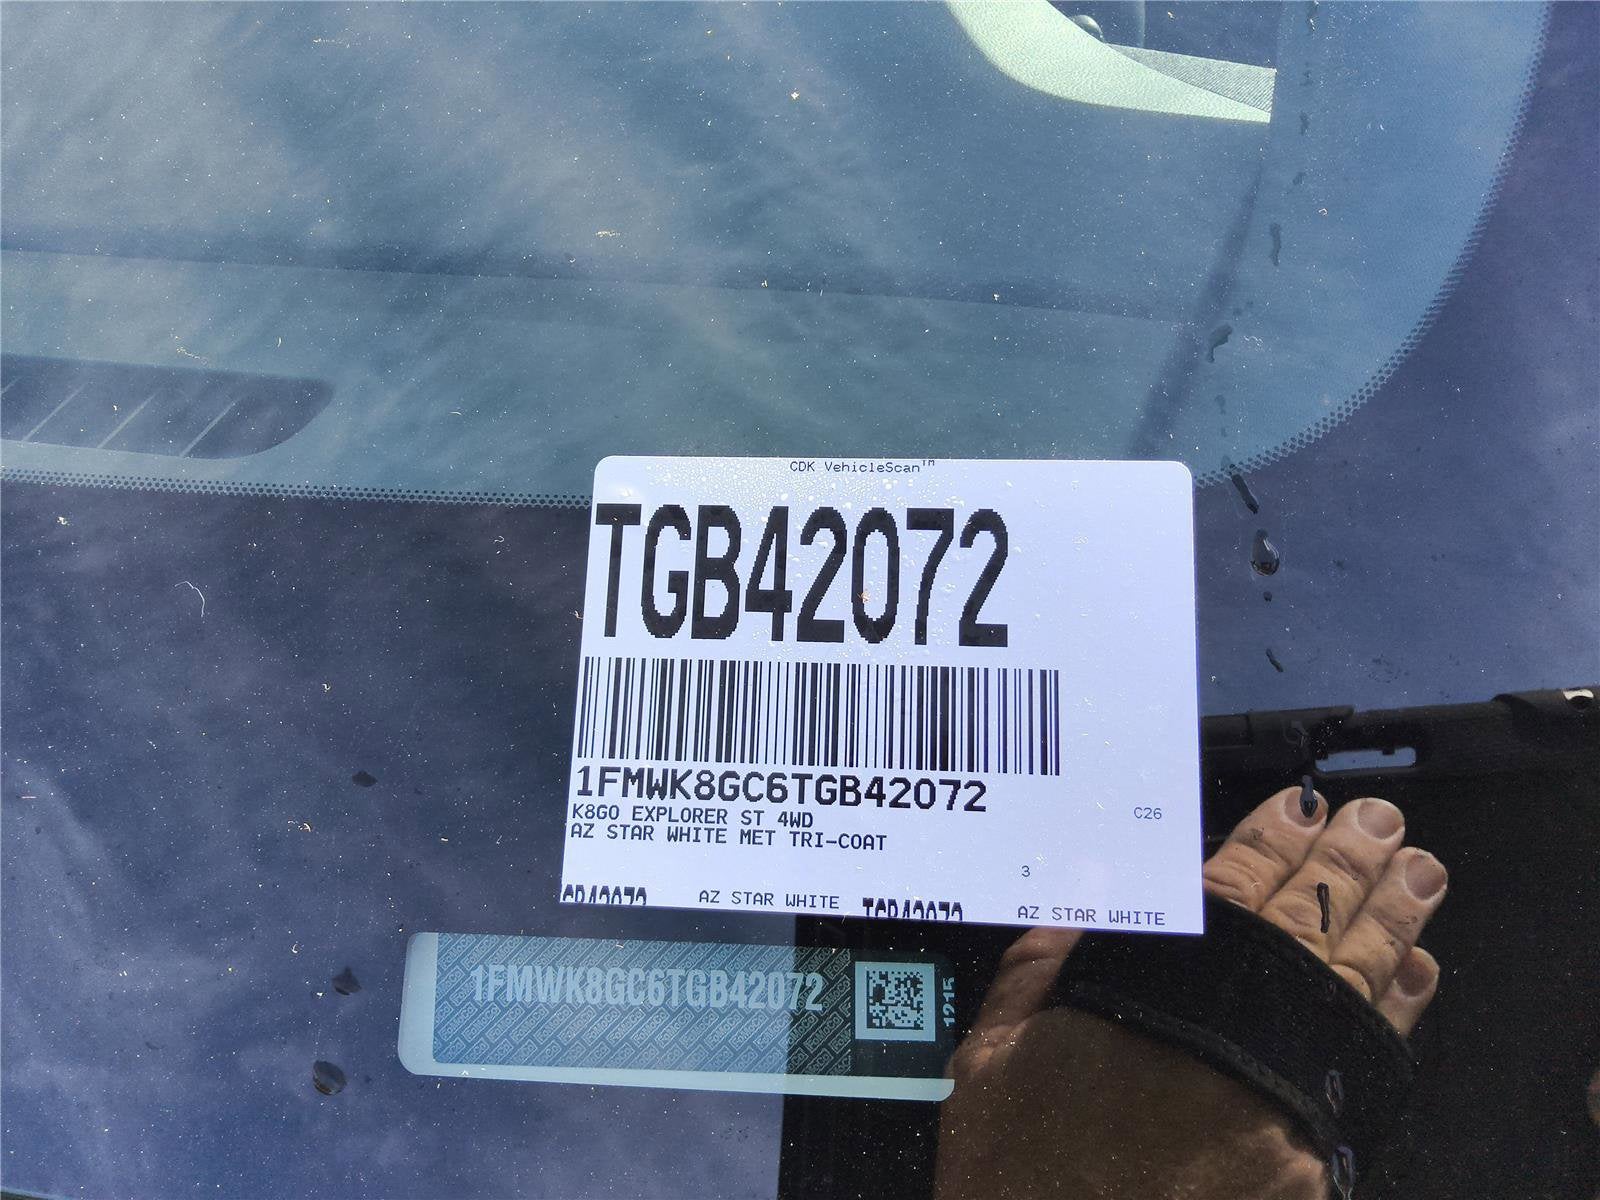 CDK VehicleScan™
TGB42072
1FMWK8GC6TGB42072
K8G0 EXPLORER ST 4WD
C26
AZ STAR WHITE MET TRI-COAT
3
AZ STAR WHITE
AZ STAR WHITE
1FMWK8GC6TGB42072
1215